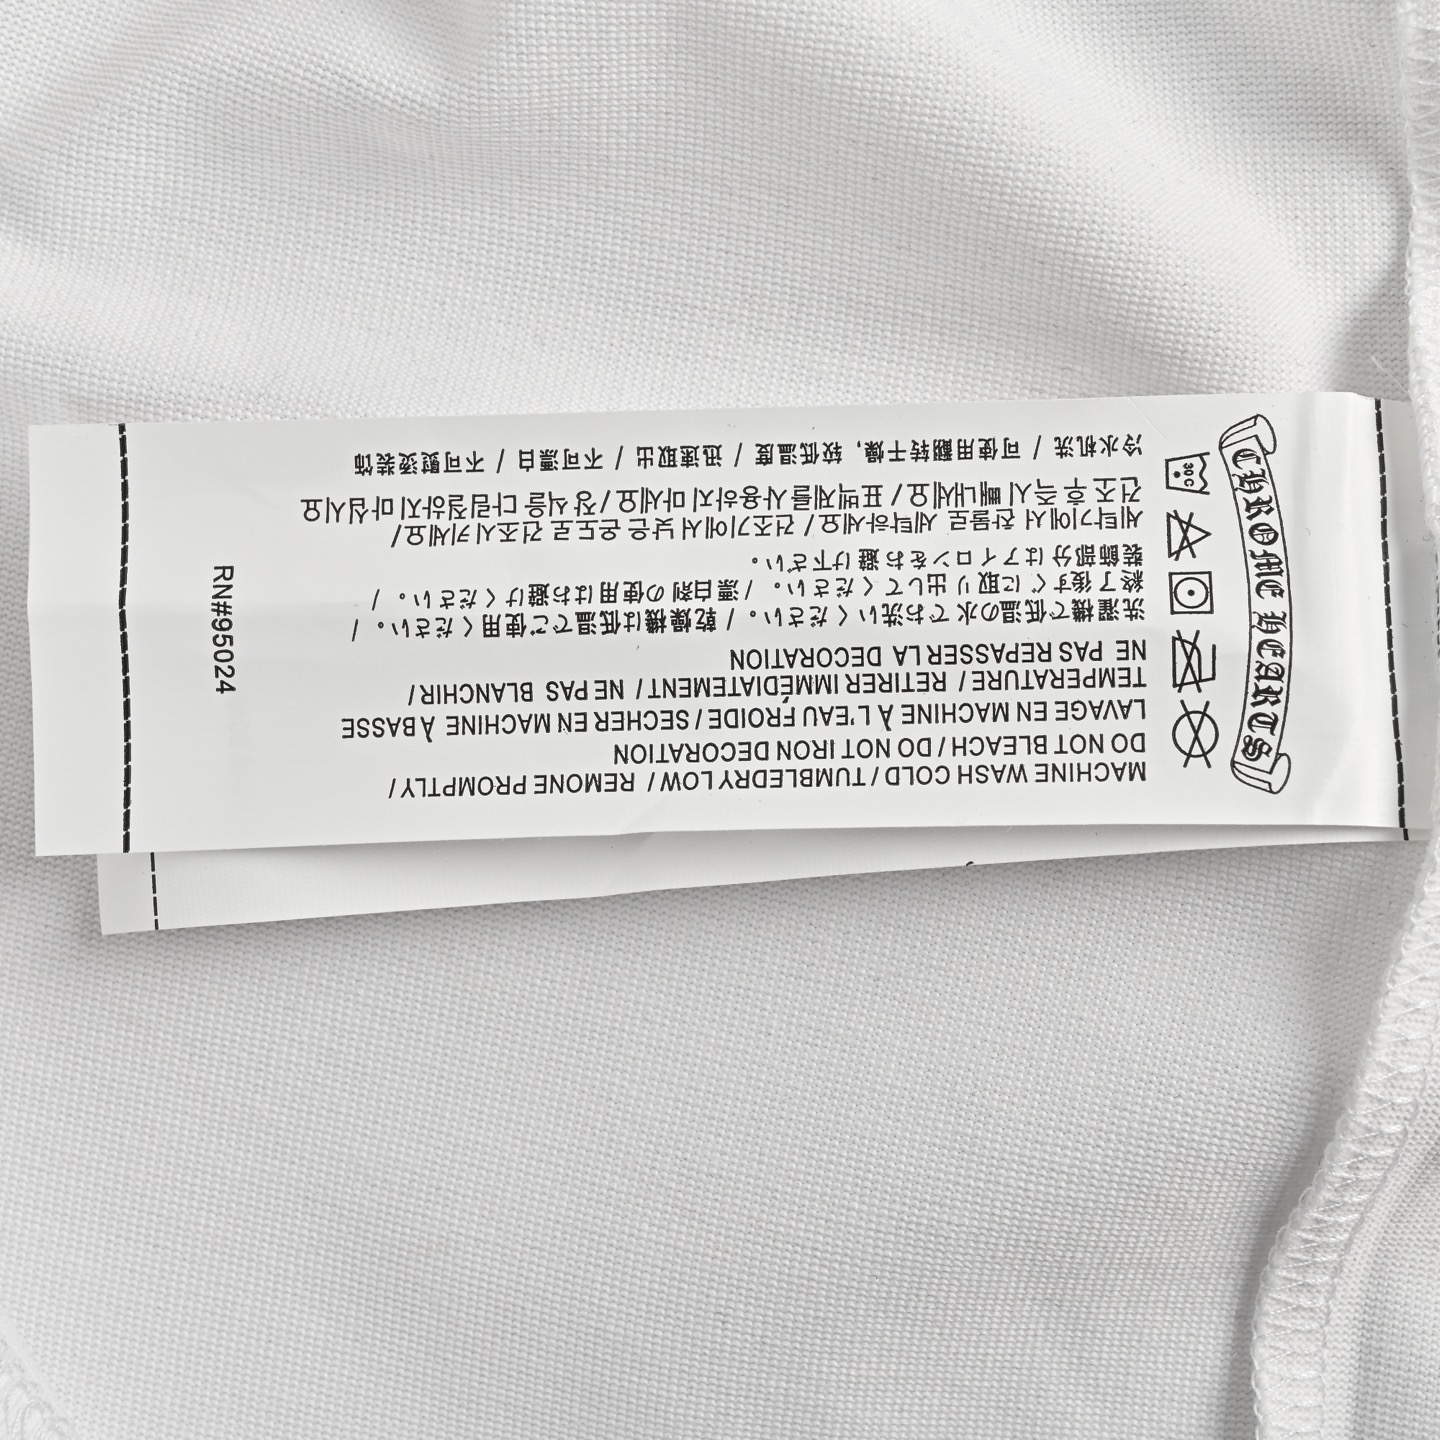 CHROME HEARTS
30C
MACHINE WASH COLD / TUMBLEDRY LOW / REMONE PROMPTLY /
DO NOT BLEACH / DO NOT IRON DECORATION
LAVAGE EN MACHINE À L'EAU FROIDE / SECHER EN MACHINE À BASSE
TEMPERATURE / RETIRER IMMÉDIATEMENT / NE PAS BLANCHIR /
NE PAS REPASSER LA DECORATION
洗濯機で低温の水でお洗いください。 / 乾燥機は低温でご使用ください。 /
終了後すぐに取り出してください。 / 漂白剤の使用はお避けください。 /
装飾部分はアイロンをお避け下さい。
세탁기에서 찬물로 세탁하세요 / 건조기에서 낮은 온도로 건조시키세요 /
건조 후 즉시 빼내세요 / 표백제를 사용하지 마세요 / 장식을 다림질하지 마십시오
冷水机洗 / 可使用翻转干燥, 较低温度 / 迅速取出 / 不可漂白 / 不可熨烫装饰
RN#95024